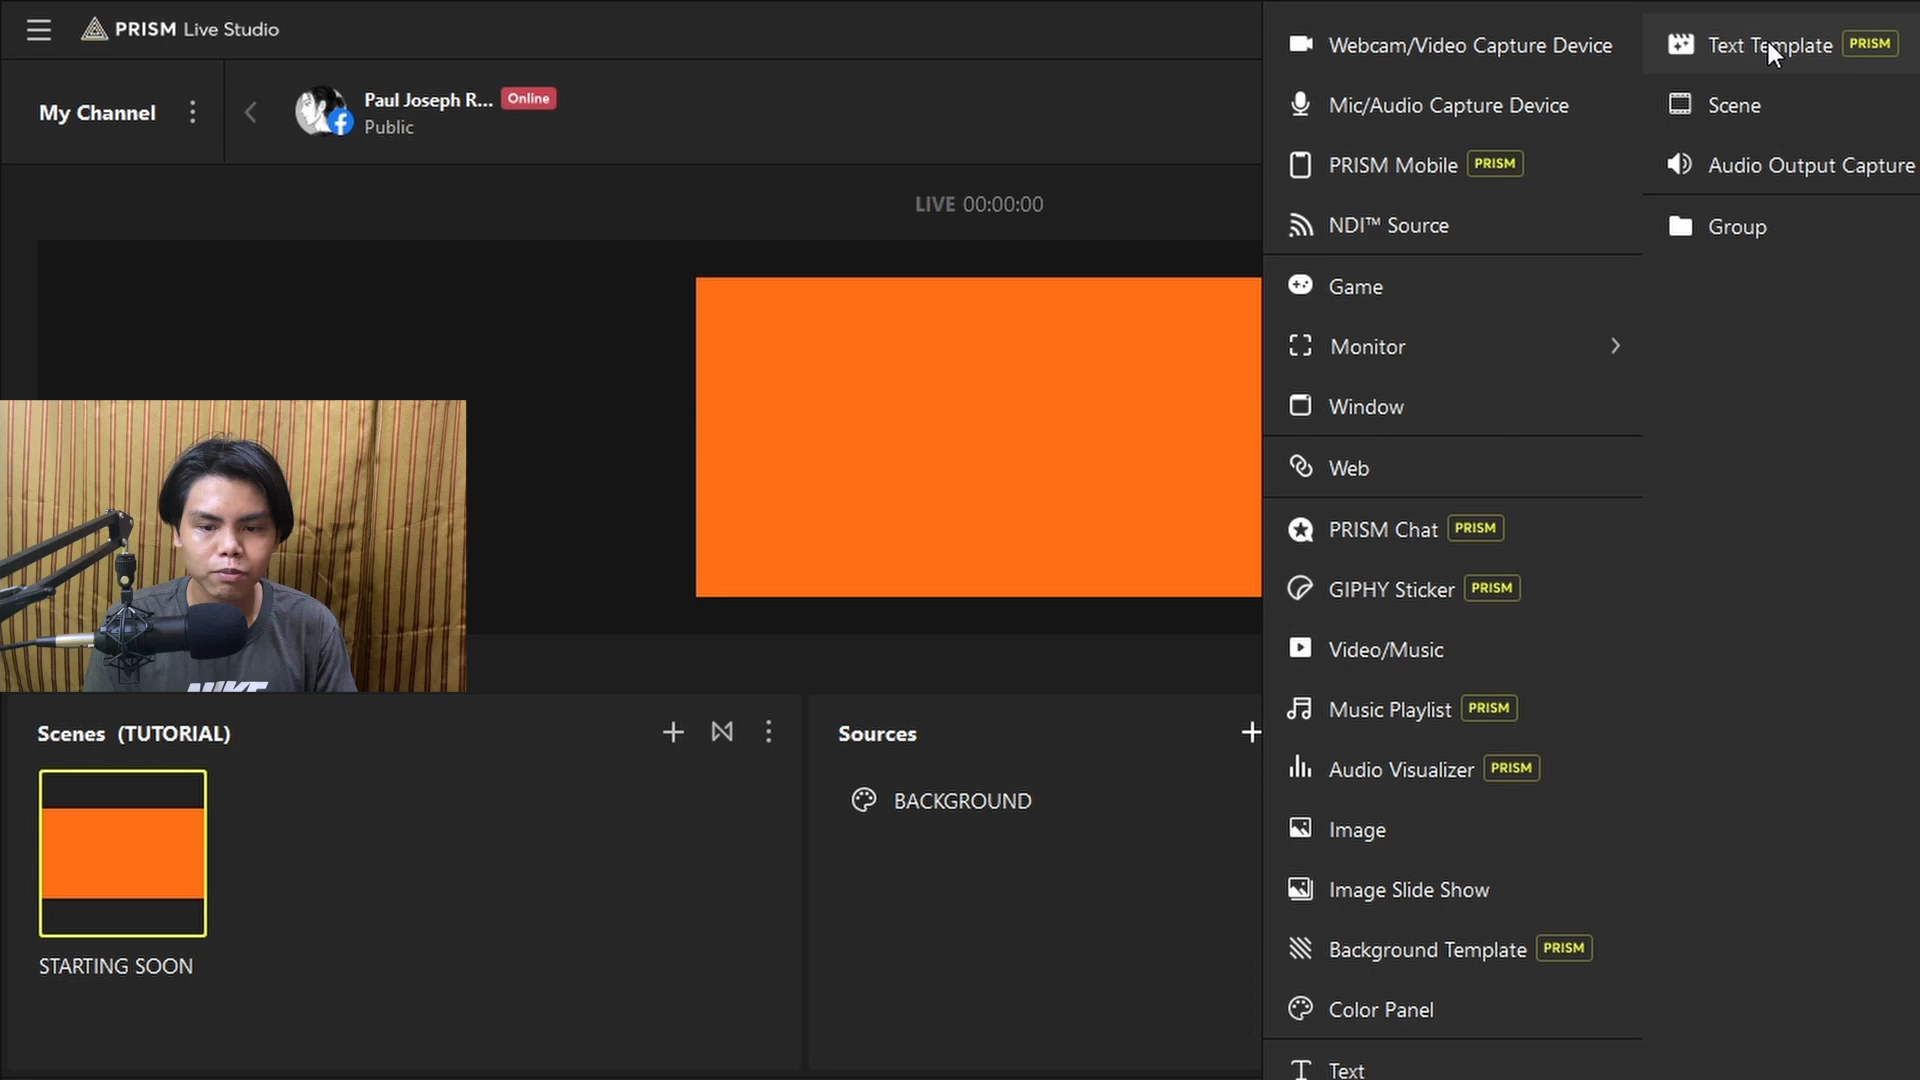 PRISM Live Studio
My Channel
Paul Joseph R... Online
Public
LIVE 00:00:00
Scenes (TUTORIAL)
STARTING SOON
Sources
BACKGROUND
Webcam/Video Capture Device
Mic/Audio Capture Device
PRISM Mobile PRISM
NDI™ Source
Game
Monitor
Window
Web
PRISM Chat PRISM
GIPHY Sticker PRISM
Video/Music
Music Playlist PRISM
Audio Visualizer PRISM
Image
Image Slide Show
Background Template PRISM
Color Panel
Text
Text Template PRISM
Scene
Audio Output Capture
Group
NIKE